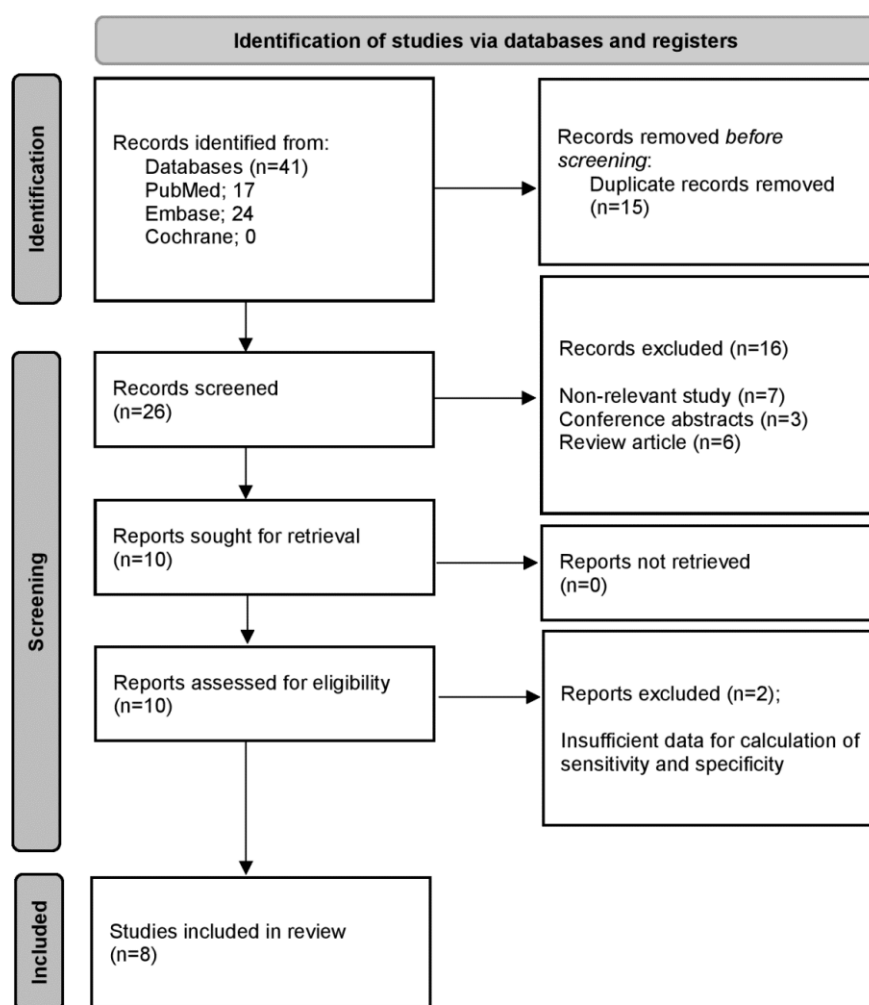 Identification of studies via databases and registers
Identification
Records identified from:
Databases (n=41)
PubMed; 17
Embase; 24
Cochrane; 0
Records removed before
screening:
Duplicate records removed
(n=15)
Screening
Records screened
(n=26)
Records excluded (n=16)
Non-relevant study (n=7)
Conference abstracts (n=3)
Review article (n=6)
Reports sought for retrieval
(n=10)
Reports not retrieved
(n=0)
Reports assessed for eligibility
(n=10)
Reports excluded (n=2);
Insufficient data for calculation of
sensitivity and specificity
Included
Studies included in review
(n=8)